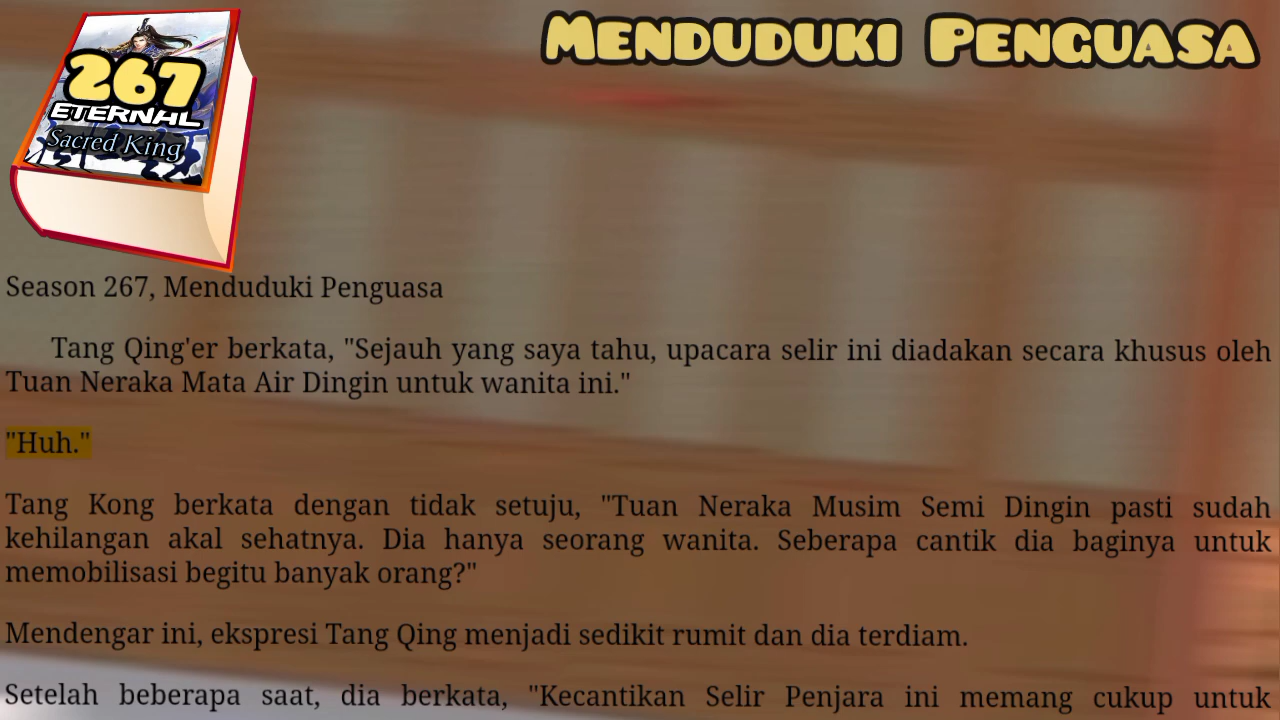 MENDUDUKI PENGUASA
267
ETERNAL
Sacred King
Season 267, Menduduki Penguasa
Tang Qing'er berkata, "Sejauh yang saya tahu, upacara selir ini diadakan secara khusus oleh
Tuan Neraka Mata Air Dingin untuk wanita ini."
"Huh."
Tang Kong berkata dengan tidak setuju, "Tuan Neraka Musim Semi Dingin pasti sudah
kehilangan akal sehatnya. Dia hanya seorang wanita. Seberapa cantik dia baginya untuk
memobilisasi begitu banyak orang?"
Mendengar ini, ekspresi Tang Qing menjadi sedikit rumit dan dia terdiam.
Setelah beberapa saat, dia berkata, "Kecantikan Selir Penjara ini memang cukup untuk